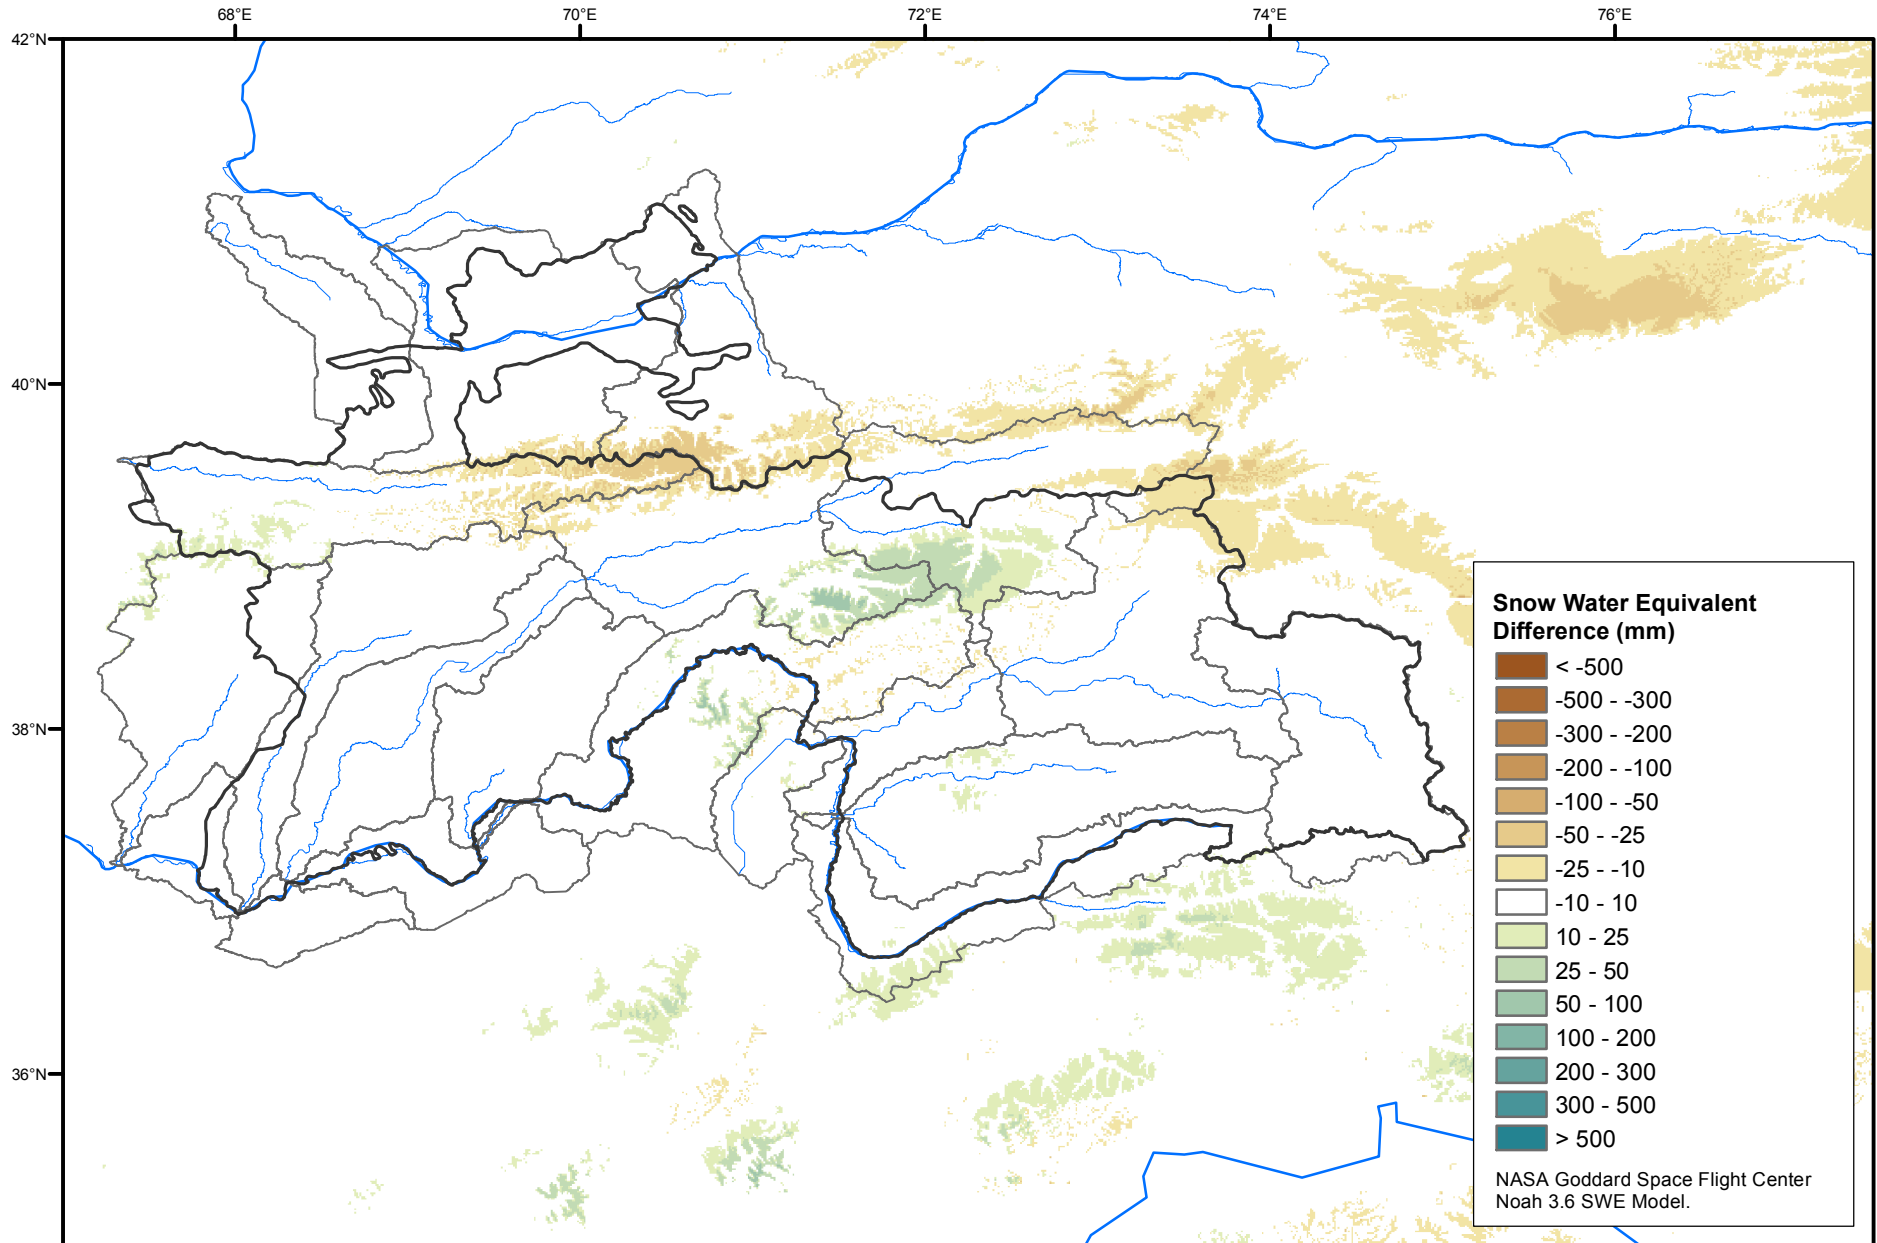 68°E
70°E
72°E
74°E
76°E
42°N
40°N
38°N
36°N
Snow Water Equivalent
Difference (mm)
< -500
-500 - -300
-300 - -200
-200 - -100
-100 - -50
-50 - -25
-25 - -10
-10 - 10
10 - 25
25 - 50
50 - 100
100 - 200
200 - 300
300 - 500
> 500
NASA Goddard Space Flight Center
Noah 3.6 SWE Model.